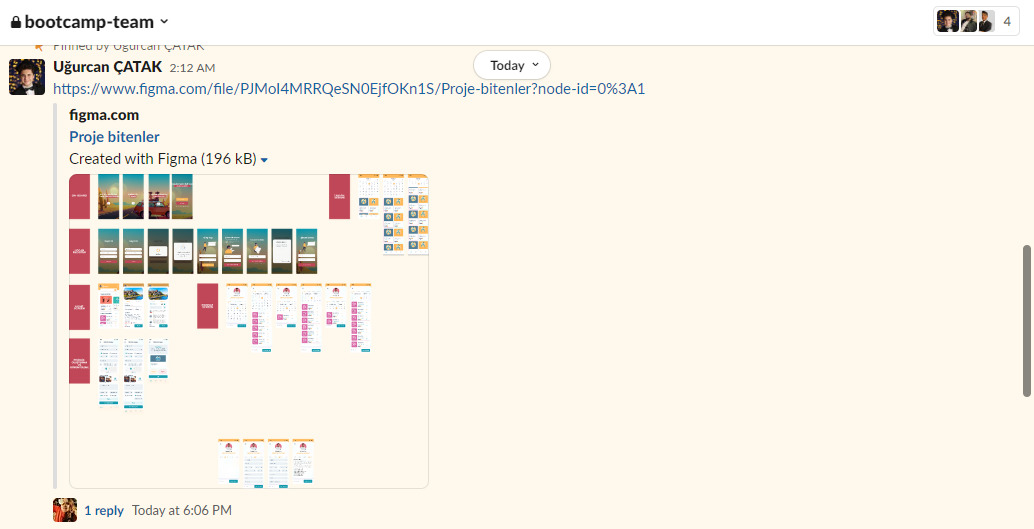 bootcamp-team
4
Pinned by Uğurcan ÇATAK
Uğurcan ÇATAK 2:12 AM
Today
https://www.figma.com/file/PJMoI4MRRQeSN0EjfOKn1S/Proje-bitenler?node-id=0%3A1
figma.com
Proje bitenler
Created with Figma (196 kB)
1 reply Today at 6:06 PM